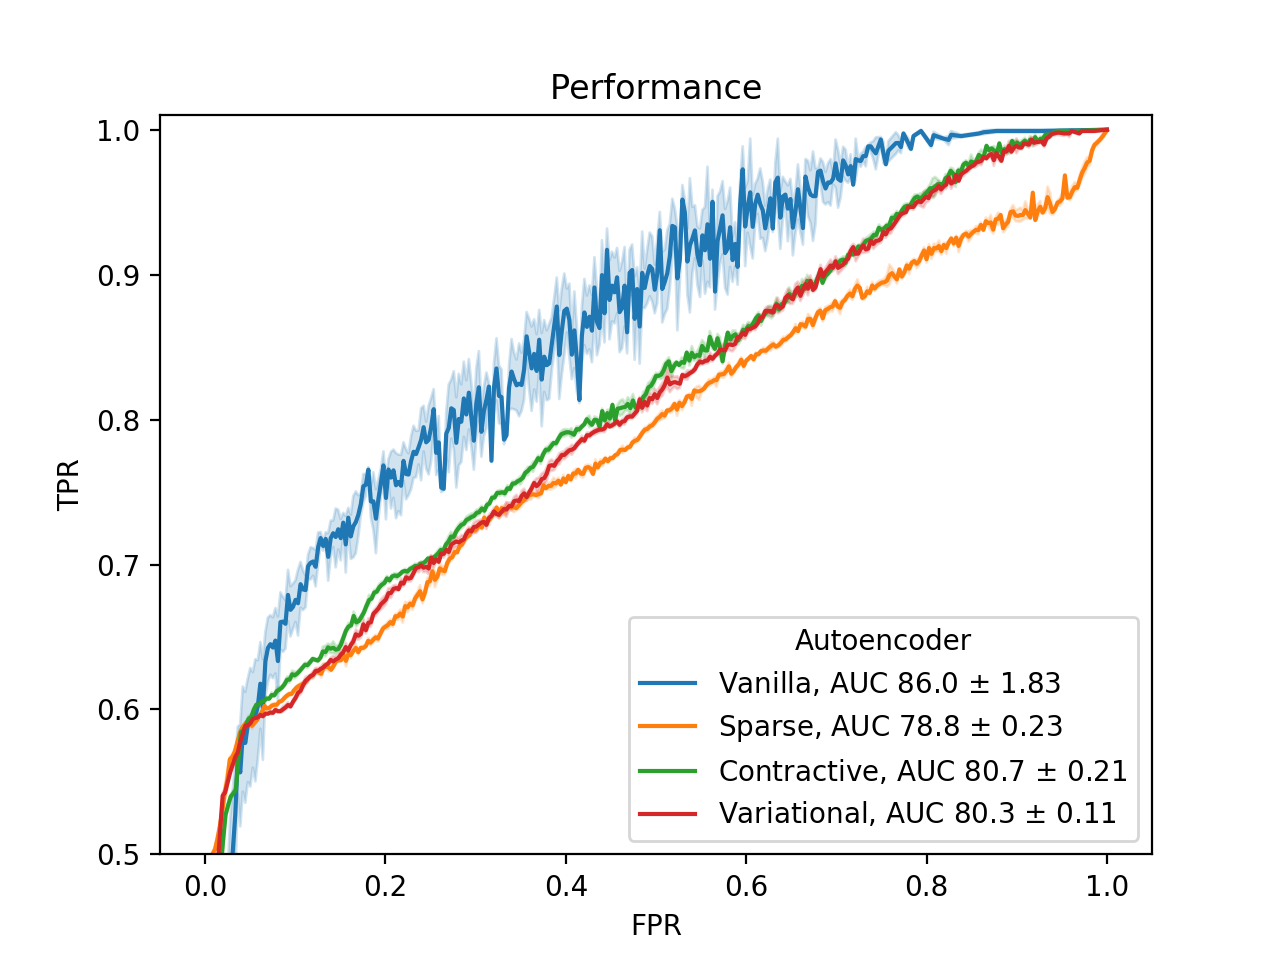 Performance
1.0
0.9
0.8
0.7
0.6
0.5
TPR
Autoencoder
Vanilla, AUC 86.0 ± 1.83
Sparse, AUC 78.8 ± 0.23
Contractive, AUC 80.7 ± 0.21
Variational, AUC 80.3 ± 0.11
0.0 0.2 0.4 0.6 0.8 1.0
FPR